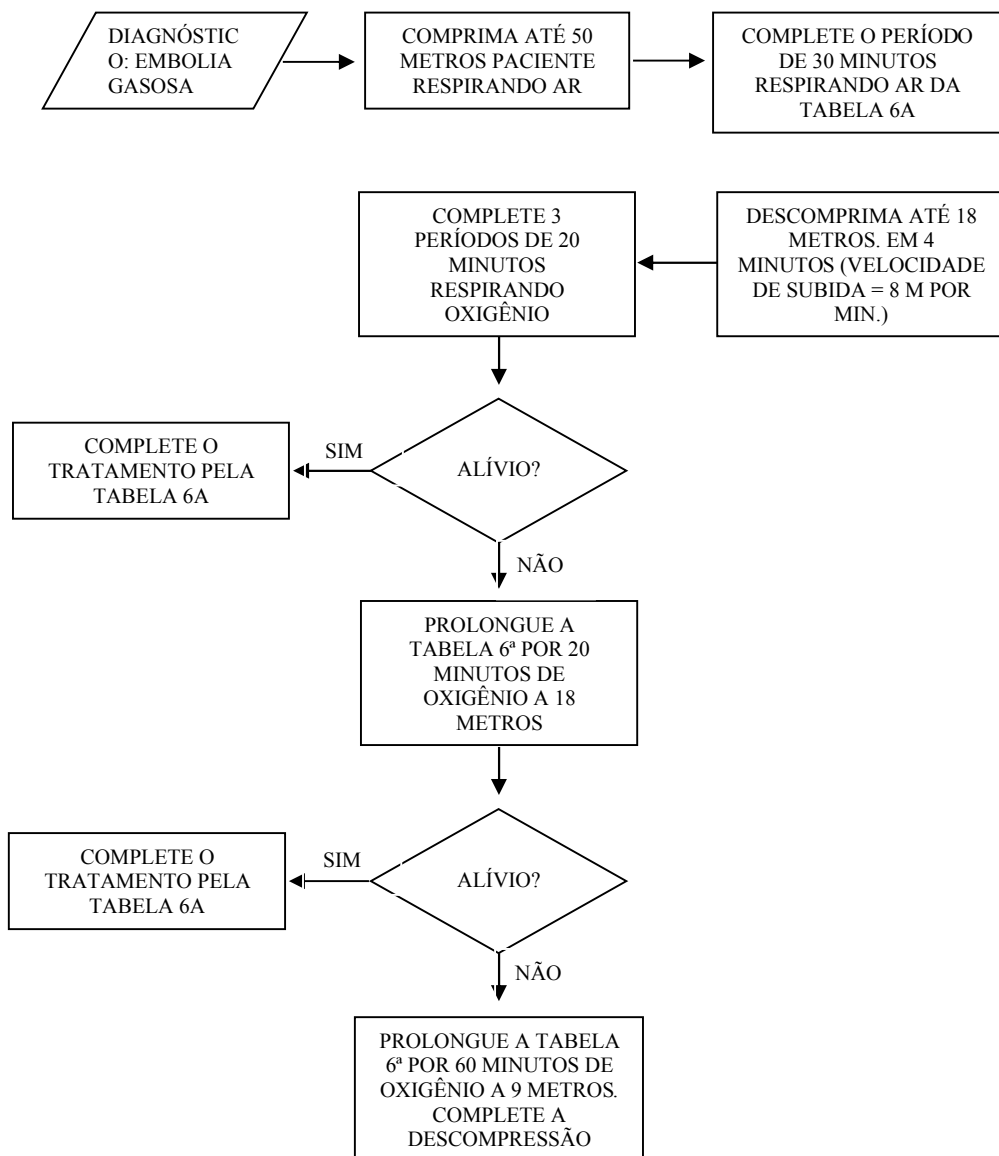 DIAGNÓSTIC
O: EMBOLIA
GASOSA
COMPRIMA ATÉ 50
METROS PACIENTE
RESPIRANDO AR
COMPLETE O PERÍODO
DE 30 MINUTOS
RESPIRANDO AR DA
TABELA 6A
DESCOMPRIMA ATÉ 18
METROS. EM 4
MINUTOS (VELOCIDADE
DE SUBIDA = 8 M POR
MIN.)
COMPLETE 3
PERÍODOS DE 20
MINUTOS
RESPIRANDO
OXIGÊNIO
ALÍVIO?
SIM
COMPLETE O
TRATAMENTO PELA
TABELA 6A
NÃO
PROLONGUE A
TABELA 6ª POR 20
MINUTOS DE
OXIGÊNIO A 18
METROS
ALÍVIO?
SIM
COMPLETE O
TRATAMENTO PELA
TABELA 6A
NÃO
PROLONGUE A TABELA
6ª POR 60 MINUTOS DE
OXIGÊNIO A 9 METROS.
COMPLETE A
DESCOMPRESSÃO